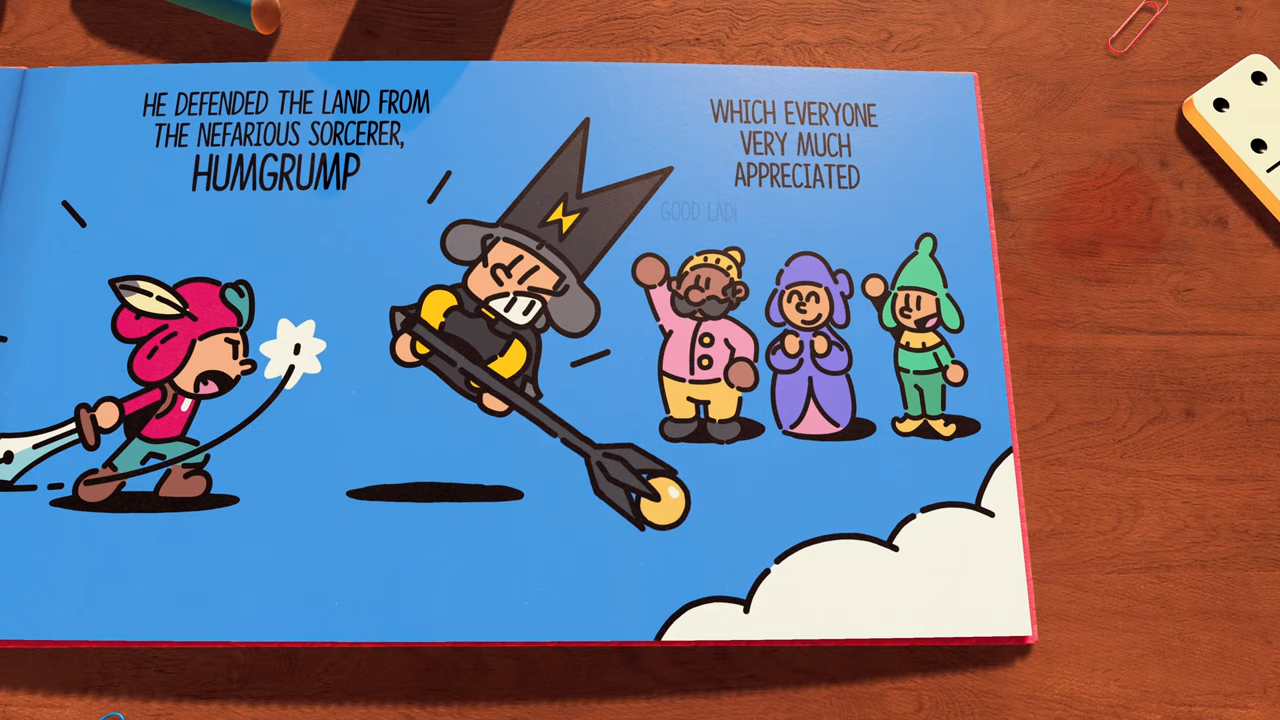 HE DEFENDED THE LAND FROM
THE NEFARIOUS SORCERER,
HUMGRUMP
WHICH EVERYONE
VERY MUCH
APPRECIATED
GOOD LAD!